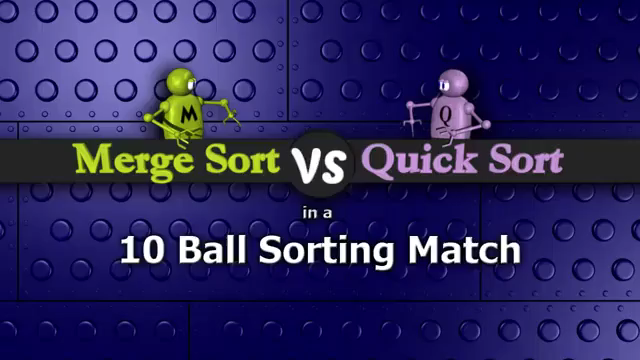 M
Q
Merge Sort VS Quick Sort
in a
10 Ball Sorting Match